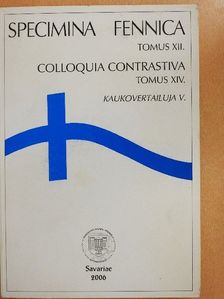 SPECIMINA FENNICA
TOMUS XII.
COLLOQUIA CONTRASTIVA
TOMUS XIV.
KAUKOVERTAILUJA V.
Savariae
2006